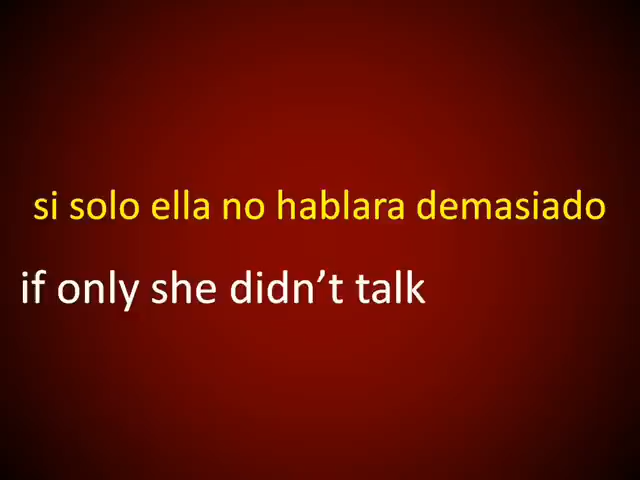 si solo ella no hablara demasiado
if only she didn’t talk